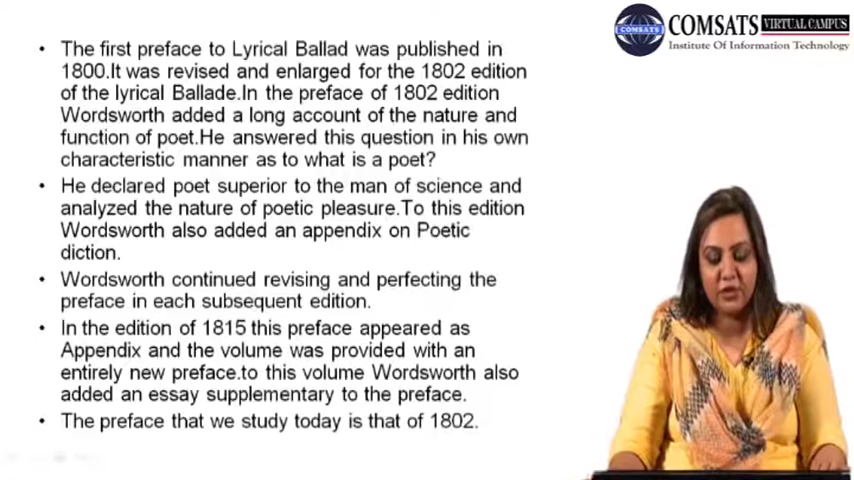 • The first preface to Lyrical Ballad was published in
1800.It was revised and enlarged for the 1802 edition
of the lyrical Ballade.In the preface of 1802 edition
Wordsworth added a long account of the nature and
function of poet.He answered this question in his own
characteristic manner as to what is a poet?
• He declared poet superior to the man of science and
analyzed the nature of poetic pleasure.To this edition
Wordsworth also added an appendix on Poetic
diction.
• Wordsworth continued revising and perfecting the
preface in each subsequent edition.
• In the edition of 1815 this preface appeared as
Appendix and the volume was provided with an
entirely new preface.to this volume Wordsworth also
added an essay supplementary to the preface.
• The preface that we study today is that of 1802.
COMSATS
COMSATS VIRTUAL CAMPUS
Institute Of Information Technology